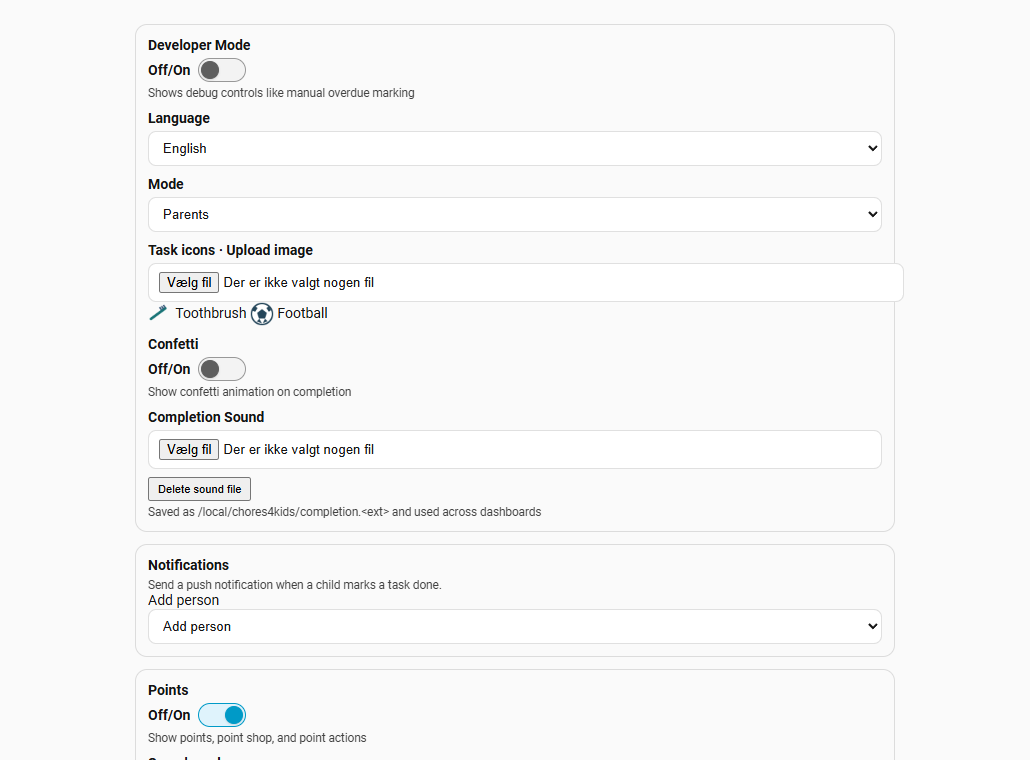 Developer Mode
Off/On
Shows debug controls like manual overdue marking
Language
English
Mode
Parents
Task icons · Upload image
Vælg fil Der er ikke valgt nogen fil
Toothbrush Football
Confetti
Off/On
Show confetti animation on completion
Completion Sound
Vælg fil Der er ikke valgt nogen fil
Delete sound file
Saved as /local/chores4kids/completion.<ext> and used across dashboards
Notifications
Send a push notification when a child marks a task done.
Add person
Add person
Points
Off/On
Show points, point shop, and point actions